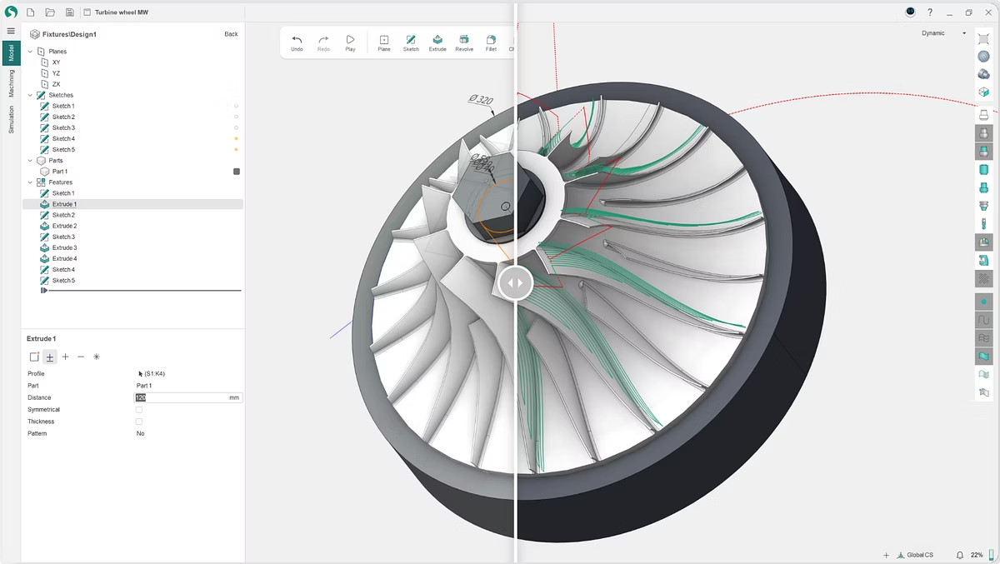 Turbine wheel MW
?
Fixtures\Design1
Back
Model
Machining
Simulation
Planes
XY
YZ
ZX
Sketches
Sketch 1
Sketch 2
Sketch 3
Sketch 4
Sketch 5
Parts
Part 1
Features
Sketch 1
Extrude 1
Sketch 2
Extrude 2
Sketch 3
Extrude 3
Extrude 4
Sketch 4
Sketch 5
Extrude 1
Profile (S1:K4)
Part Part 1
Distance 120 mm
Symmetrical
Thickness
Pattern No
Undo Redo Play Plane Sketch Extrude Revolve Fillet
Dynamic
Ø 320
Global CS 22%